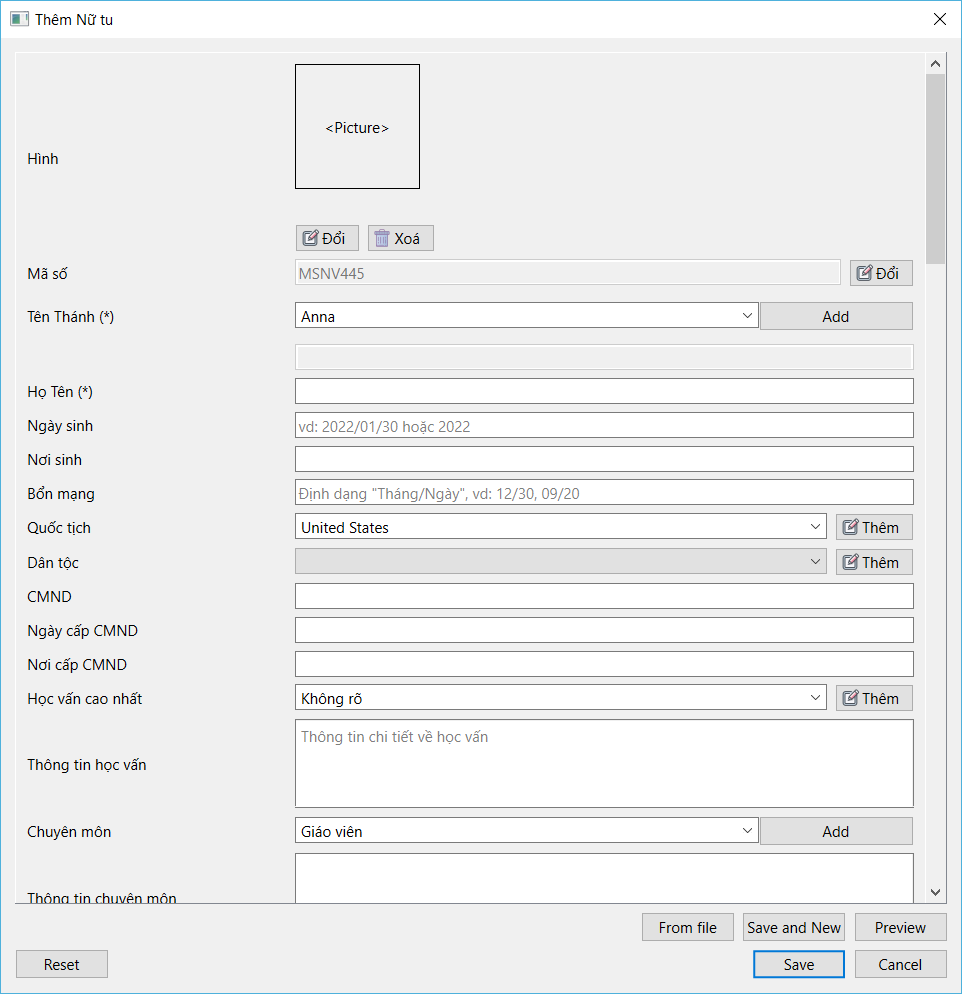 Thêm Nữ tu
Hình
<Picture>
Đổi Xoá
Mã số MSNV445 Đổi
Tên Thánh (*) Anna Add
Họ Tên (*)
Ngày sinh vd: 2022/01/30 hoặc 2022
Nơi sinh
Bổn mạng Định dạng "Tháng/Ngày", vd: 12/30, 09/20
Quốc tịch United States Thêm
Dân tộc Thêm
CMND
Ngày cấp CMND
Nơi cấp CMND
Học vấn cao nhất Không rõ Thêm
Thông tin chi tiết về học vấn
Thông tin học vấn
Chuyên môn Giáo viên Add
Thông tin chuyên môn
From file Save and New Preview
Reset Save Cancel